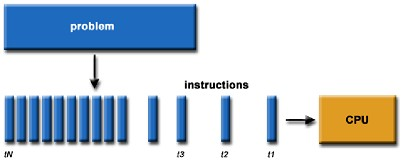 problem
instructions
CPU
tN t3 t2 t1